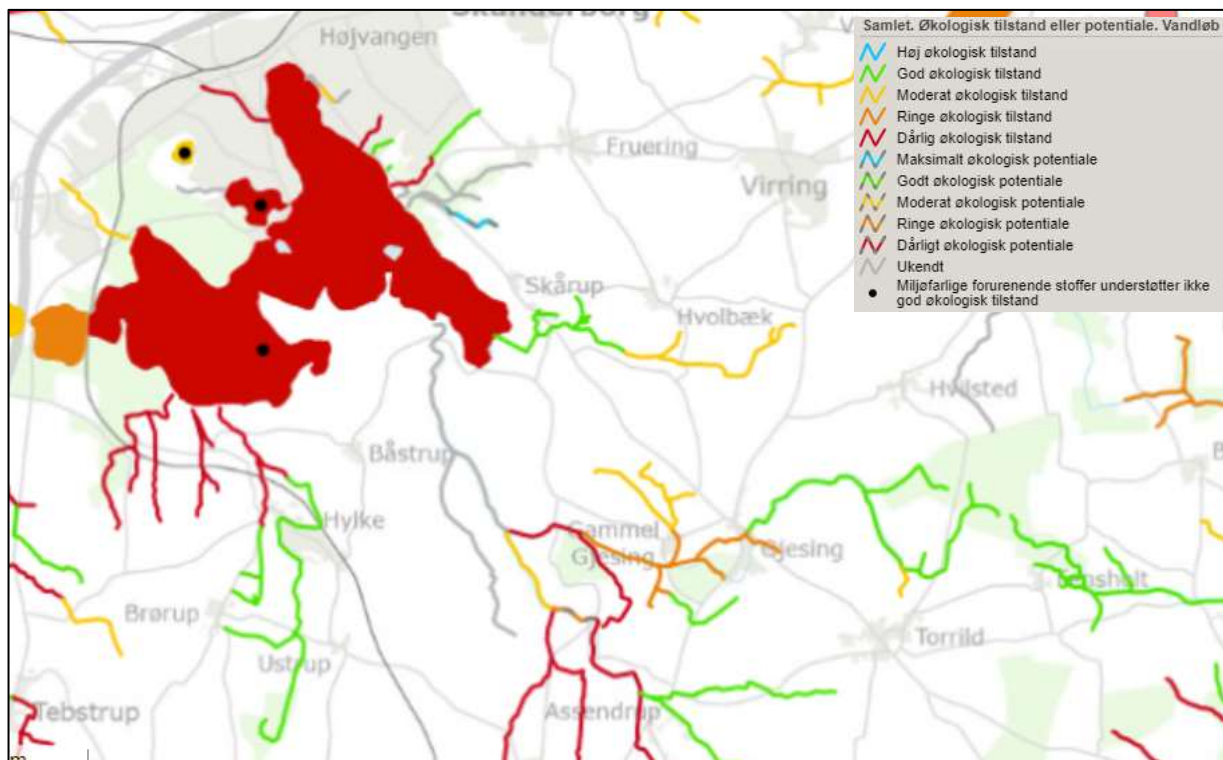 Skanderborg
Højvangen
Fruering
Virring
Skårup
Hvolbæk
Hvilsted
Båstrup
Hylke
Gammel
Gjesing
Gjesing
Brørup
Torrild
Ustrup
Tebstrup
Assendrup
Samlet. Økologisk tilstand eller potentiale. Vandløb
Høj økologisk tilstand
God økologisk tilstand
Moderat økologisk tilstand
Ringe økologisk tilstand
Dårlig økologisk tilstand
Maksimalt økologisk potentiale
Godt økologisk potentiale
Moderat økologisk potentiale
Ringe økologisk potentiale
Dårligt økologisk potentiale
Ukendt
Miljøfarlige forurenende stoffer understøtter ikke
god økologisk tilstand